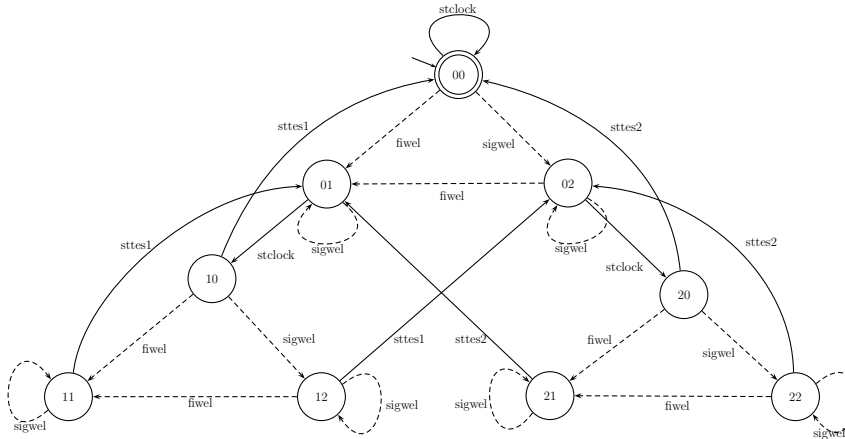 stclock
00
sttes1
sttes2
fiwel
sigwel
01
02
fiwel
sttes1
sttes2
sigwel
sigwel
stclock
stclock
10
20
fiwel
sigwel
sttes1
sttes2
fiwel
sigwel
11
12
21
22
sigwel
fiwel
sigwel
sigwel
fiwel
sigwel